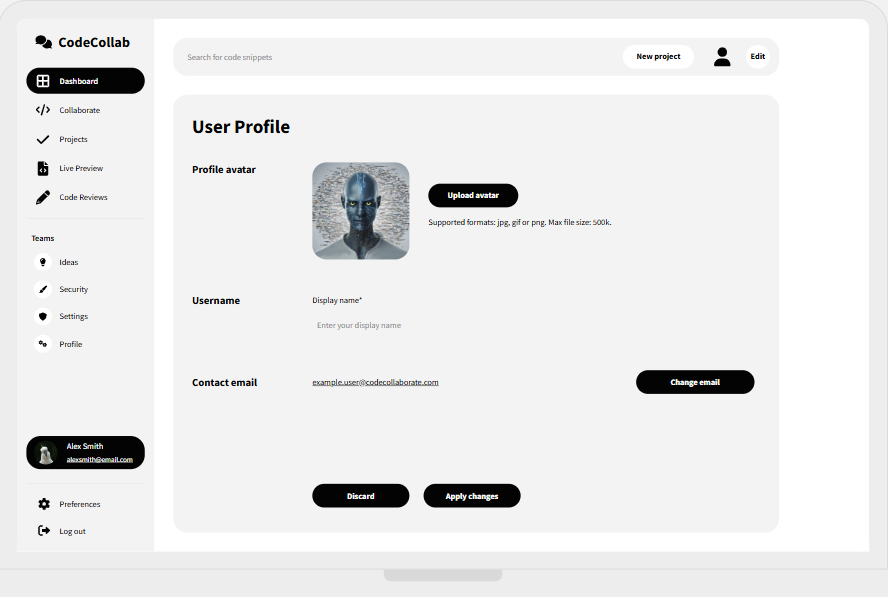 CodeCollab
Dashboard
Collaborate
Projects
Live Preview
Code Reviews
Teams
Ideas
Security
Settings
Profile
Alex Smith
alexsmith@email.com
Preferences
Log out
Search for code snippets
New project
Edit
User Profile
Profile avatar
Upload avatar
Supported formats: jpg, gif or png. Max file size: 500k.
Username
Display name*
Enter your display name
Contact email
example.user@codecollaborate.com
Change email
Discard
Apply changes